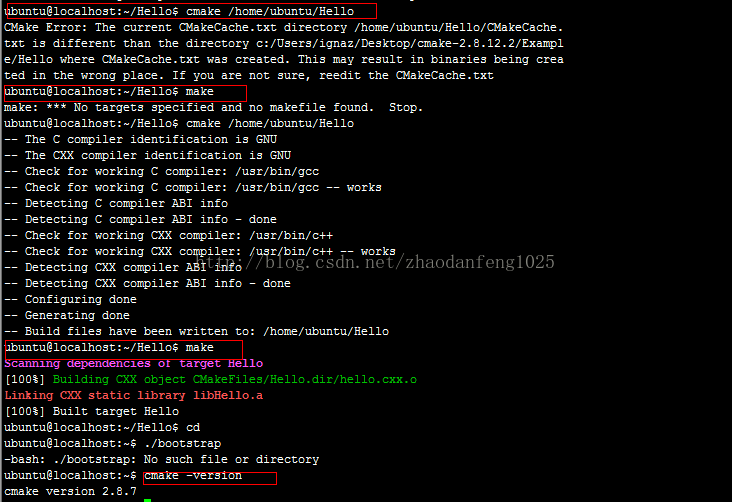 ubuntu@localhost:~/Hello$ cmake /home/ubuntu/Hello
CMake Error: The current CMakeCache.txt directory /home/ubuntu/Hello/CMakeCache.
txt is different than the directory c:/Users/ignaz/Desktop/cmake-2.8.12.2/Exampl
e/Hello where CMakeCache.txt was created. This may result in binaries being crea
ted in the wrong place. If you are not sure, reedit the CMakeCache.txt
ubuntu@localhost:~/Hello$ make
make: *** No targets specified and no makefile found.  Stop.
ubuntu@localhost:~/Hello$ cmake /home/ubuntu/Hello
-- The C compiler identification is GNU
-- The CXX compiler identification is GNU
-- Check for working C compiler: /usr/bin/gcc
-- Check for working C compiler: /usr/bin/gcc -- works
-- Detecting C compiler ABI info
-- Detecting C compiler ABI info - done
-- Check for working CXX compiler: /usr/bin/c++
-- Check for working CXX compiler: /usr/bin/c++ -- works
-- Detecting CXX compiler ABI info
http://blog.csdn.net/zhaodanfeng1025
-- Detecting CXX compiler ABI info - done
-- Configuring done
-- Generating done
-- Build files have been written to: /home/ubuntu/Hello
ubuntu@localhost:~/Hello$ make
Scanning dependencies of target Hello
[100%] Building CXX object CMakeFiles/Hello.dir/hello.cxx.o
Linking CXX static library libHello.a
[100%] Built target Hello
ubuntu@localhost:~/Hello$ cd
ubuntu@localhost:~$ ./bootstrap
-bash: ./bootstrap: No such file or directory
ubuntu@localhost:~$ cmake -version
cmake version 2.8.7